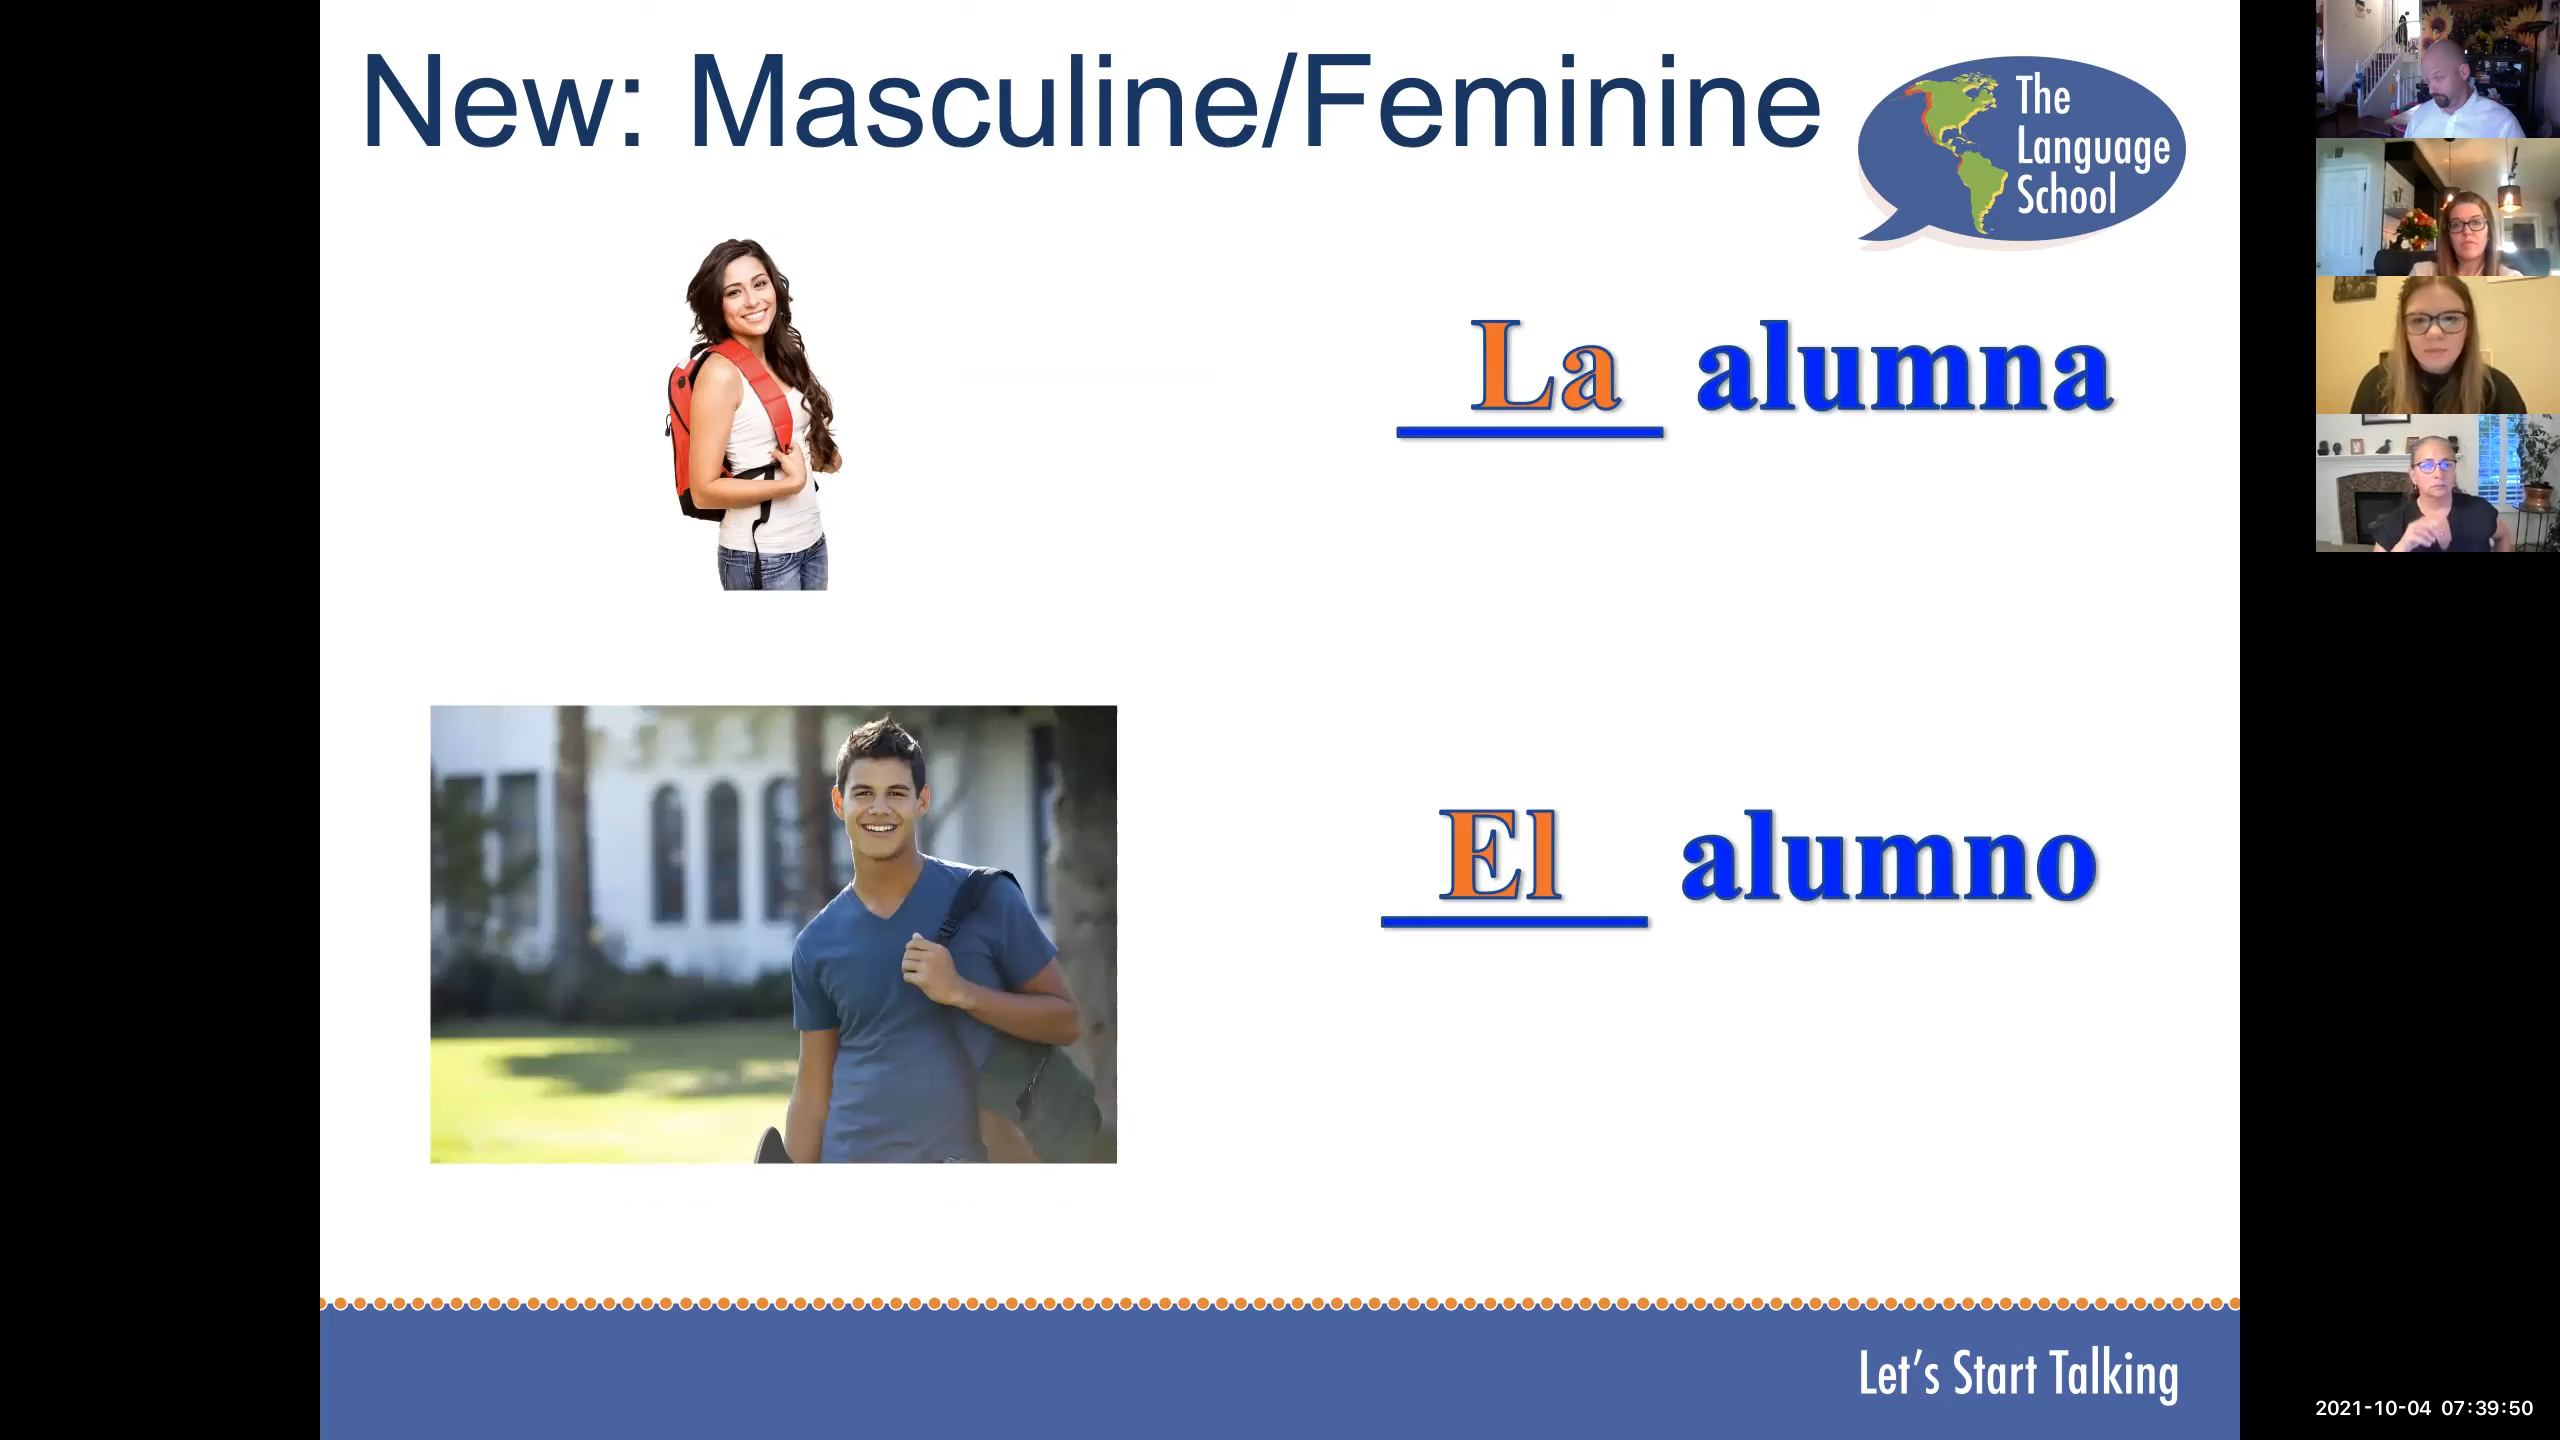 New: Masculine/Feminine
The
Language
School
La alumna
El alumno
Let's Start Talking
2021-10-04 07:39:50